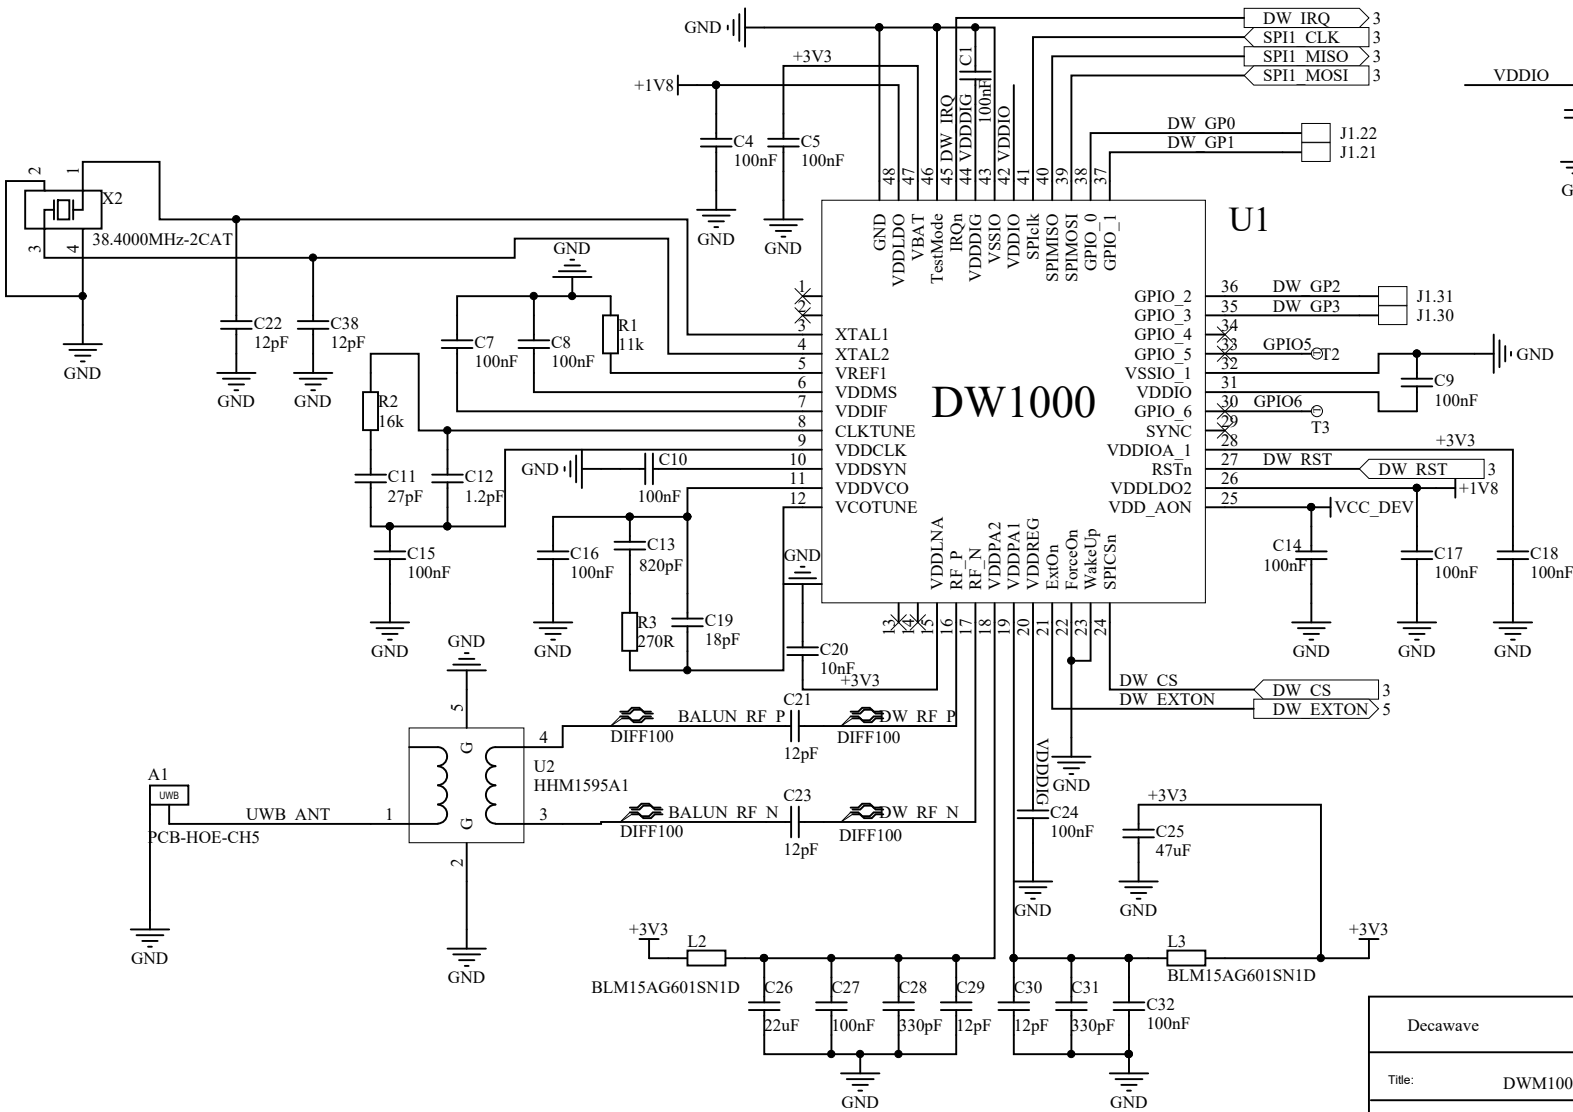 GND
DW_IRQ 3
SPI1_CLK 3
SPI1_MISO 3
SPI1_MOSI 3
+3V3
+1V8
VDDIO
C1
100nF
DW_IRQ
VDDDIG
VDDIO
C4
100nF
C5
100nF
DW_GP0
J1.22
DW_GP1
J1.21
48
47
46
45
44
43
42
41
40
39
38
37
GND
GND
G
2
1
X2
3
4
38.4000MHz-2CAT
GND
VDDLDO
VBAT
TestMode
IRQn
VDDDIG
VSSIO
VDDIO
SPIclk
SPIMISO
SPIMOSI
GPIO_0
GPIO_1
U1
DW1000
GND
GND
C22
12pF
GND
C38
12pF
GND
C7
100nF
C8
100nF
R1
11k
1
2
3 XTAL1
4 XTAL2
5 VREF1
6 VDDMS
7 VDDIF
8 CLKTUNE
9 VDDCLK
10 VDDSYN
11 VDDVCO
12 VCOTUNE
GPIO_2 36 DW_GP2 J1.31
GPIO_3 35 DW_GP3 J1.30
GPIO_4 34
GPIO_5 33 GPIO5 T2
VSSIO_1 32
GND
VDDIO 31
C9
100nF
GPIO_6 30 GPIO6
T3
SYNC 29
VDDIOA_1 28 +3V3
RSTn 27 DW_RST DW_RST 3
VDDLDO2 26 +1V8
VDD_AON 25 VCC_DEV
R2
16k
C11
27pF
C12
1.2pF
GND
C10
100nF
C15
100nF
GND
C16
100nF
GND
C13
820pF
R3
270R
C19
18pF
GND
C20
10nF
+3V3
VDDLNA
RF_P
RF_N
VDDPA2
VDDPA1
VDDREG
ExtOn
ForceOn
WakeUp
SPICSn
13
14
15
16
17
18
19
20
21
22
23
24
C14
100nF
GND
C17
100nF
GND
C18
100nF
GND
DW_CS DW_CS 3
DW_EXTON DW_EXTON 5
GND
5
G
4
U2
HHM1595A1
G
3
1
2
GND
DIFF100
BALUN_RF_P
C21
12pF
DW_RF_P
DIFF100
DIFF100
BALUN_RF_N
C23
12pF
DW_RF_N
DIFF100
A1
UWB
UWB_ANT
PCB-HOE-CH5
GND
GND
VDDDIG
C24
100nF
GND
+3V3
C25
47uF
GND
+3V3
L2
BLM15AG601SN1D
C26
22uF
C27
100nF
C28
330pF
C29
12pF
GND
C30
12pF
C31
330pF
C32
100nF
GND
L3
BLM15AG601SN1D
+3V3
Decawave
Title: DWM100